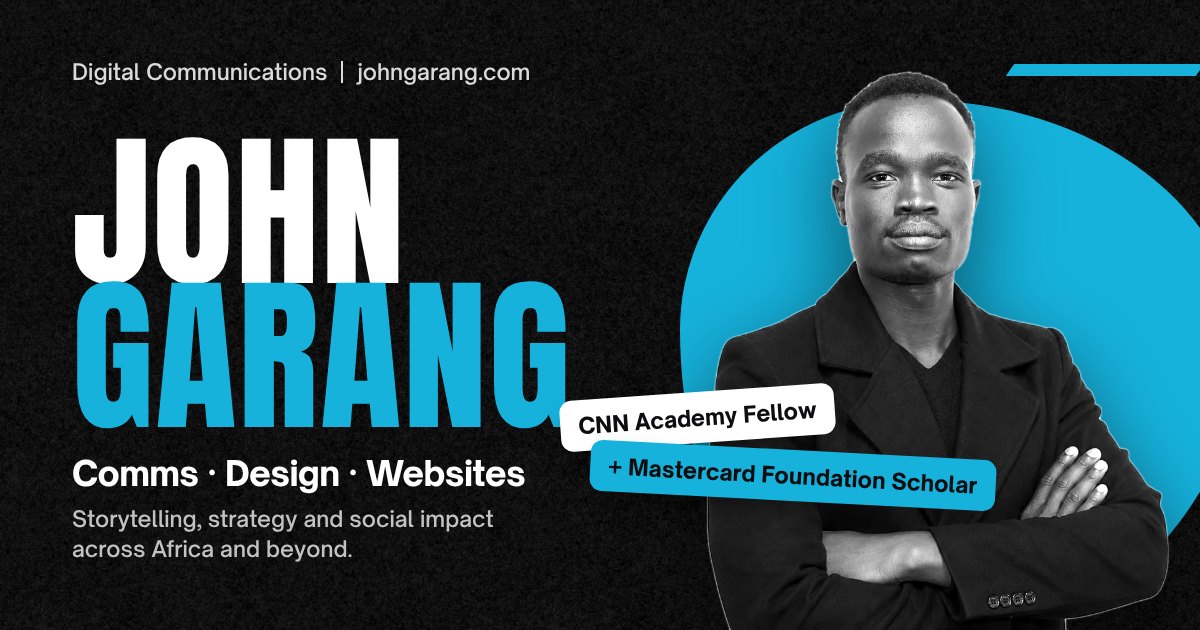 Digital Communications | johngarang.com
JOHN
GARANG
CNN Academy Fellow
+ Mastercard Foundation Scholar
Comms · Design · Websites
Storytelling, strategy and social impact
across Africa and beyond.